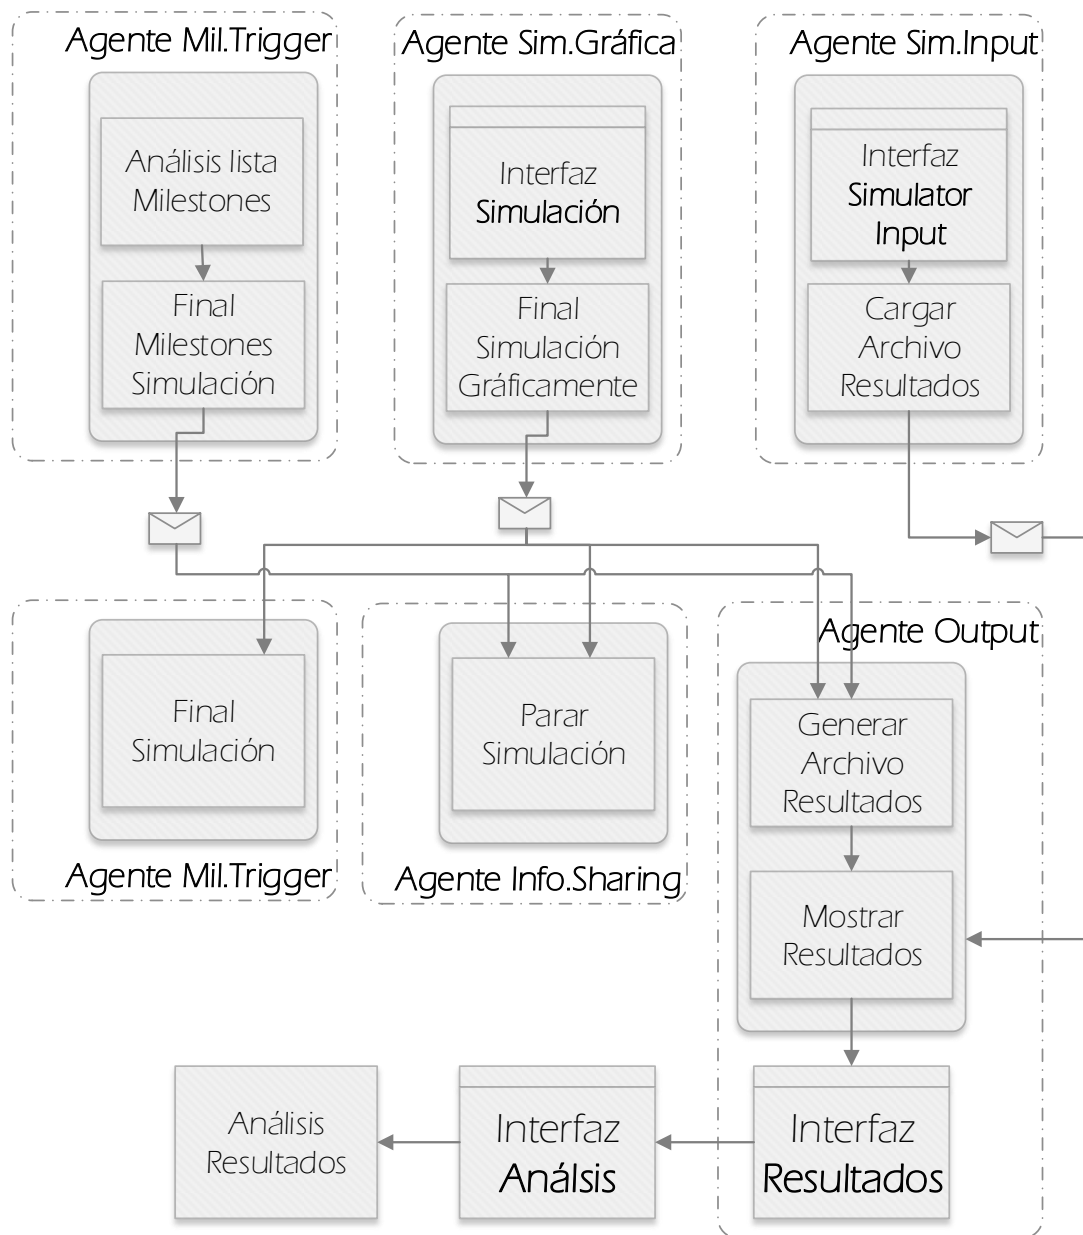 Agente Mil.Trigger
Análisis lista
Milestones
Final
Milestones
Simulación
Agente Sim.Gráfica
Interfaz
Simulación
Final
Simulación
Gráficamente
Agente Sim.Input
Interfaz
Simulator
Input
Cargar
Archivo
Resultados
Final
Simulación
Agente Mil.Trigger
Parar
Simulación
Agente Info.Sharing
Agente Output
Generar
Archivo
Resultados
Mostrar
Resultados
Análisis
Resultados
Interfaz
Análsis
Interfaz
Resultados